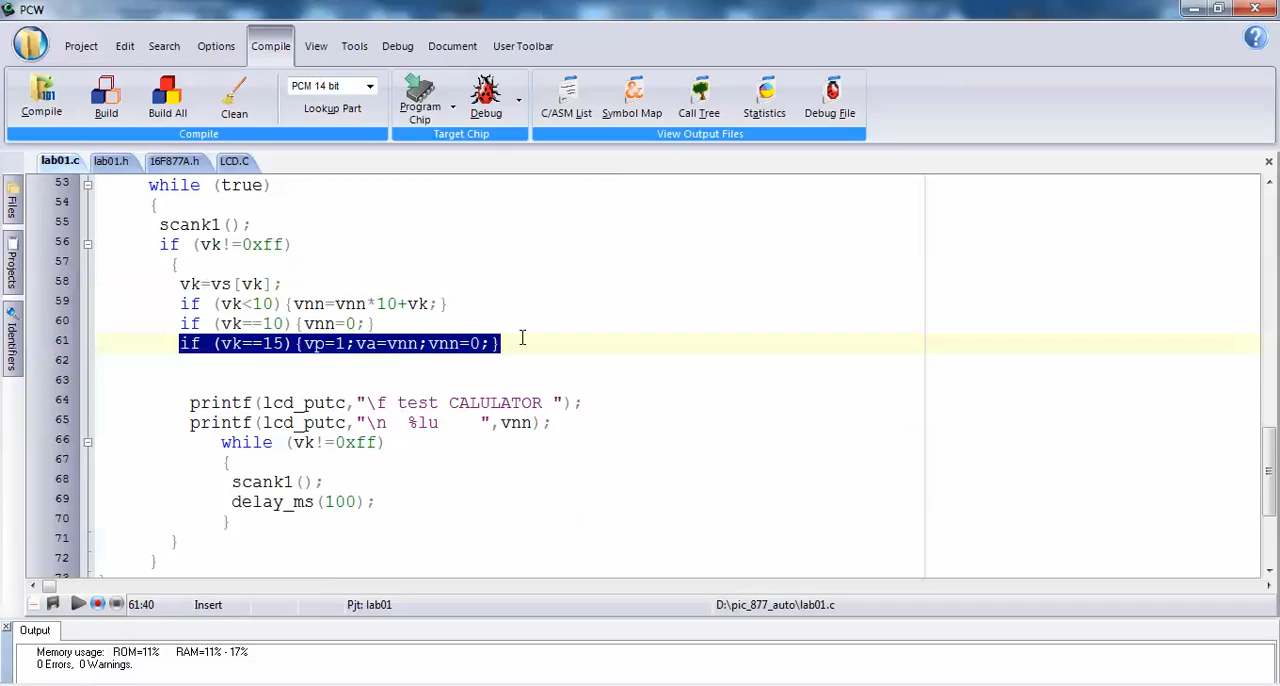 PCW
Project Edit Search Options Compile View Tools Debug Document User Toolbar
Compile Build Build All Clean PCM 14 bit Lookup Part Program Chip Debug C/ASM List Symbol Map Call Tree Statistics Debug File
Compile Target Chip View Output Files
lab01.c lab01.h 16F877A.h LCD.C
Files
Projects
Identifiers
53 while (true)
54 {
55 scank1();
56 if (vk!=0xff)
57 {
58 vk=vs[vk];
59 if (vk<10){vnn=vnn*10+vk;}
60 if (vk==10){vnn=0;}
61 if (vk==15){vp=1;va=vnn;vnn=0;}
62
63
64 printf(lcd_putc,"\f test CALULATOR ");
65 printf(lcd_putc,"\n  %lu    ",vnn);
66 while (vk!=0xff)
67 {
68 scank1();
69 delay_ms(100);
70 }
71 }
72 }
61:40 Insert Pjt: lab01 D:\pic_877_auto\lab01.c
Output
Memory usage: ROM=11% RAM=11% - 17%
0 Errors, 0 Warnings.